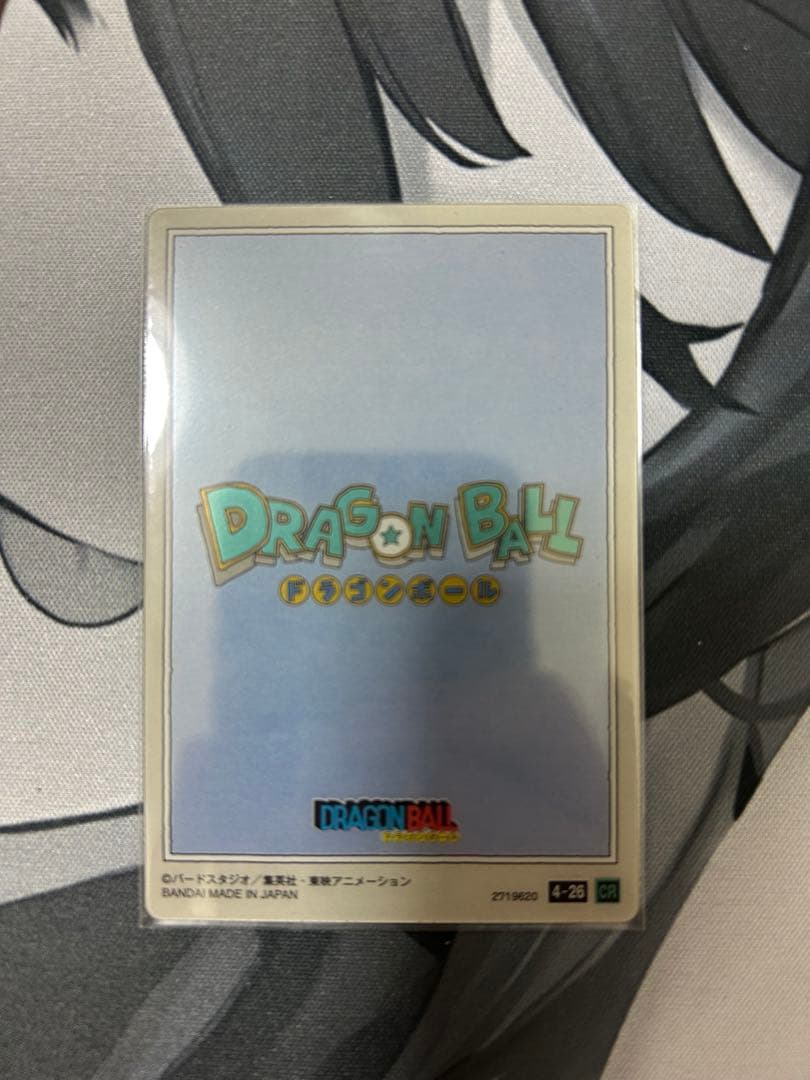 DRAGON BALL
ドラゴンボール
DRAGON BALL
©バードスタジオ／集英社・東映アニメーション
BANDAI MADE IN JAPAN
2719620 4-26 CR